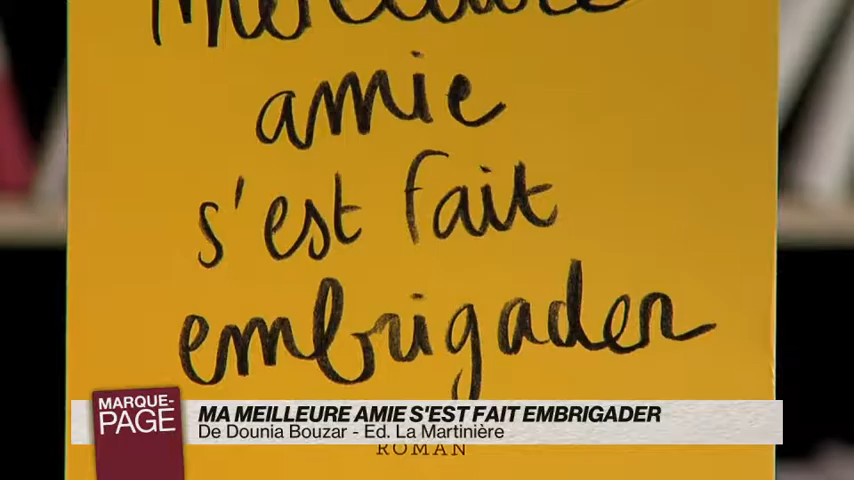 meilleure
amie
s'est fait
embrigader
MARQUE-
PAGE
MA MEILLEURE AMIE S'EST FAIT EMBRIGADER
De Dounia Bouzar - Ed. La Martinière
ROMAN